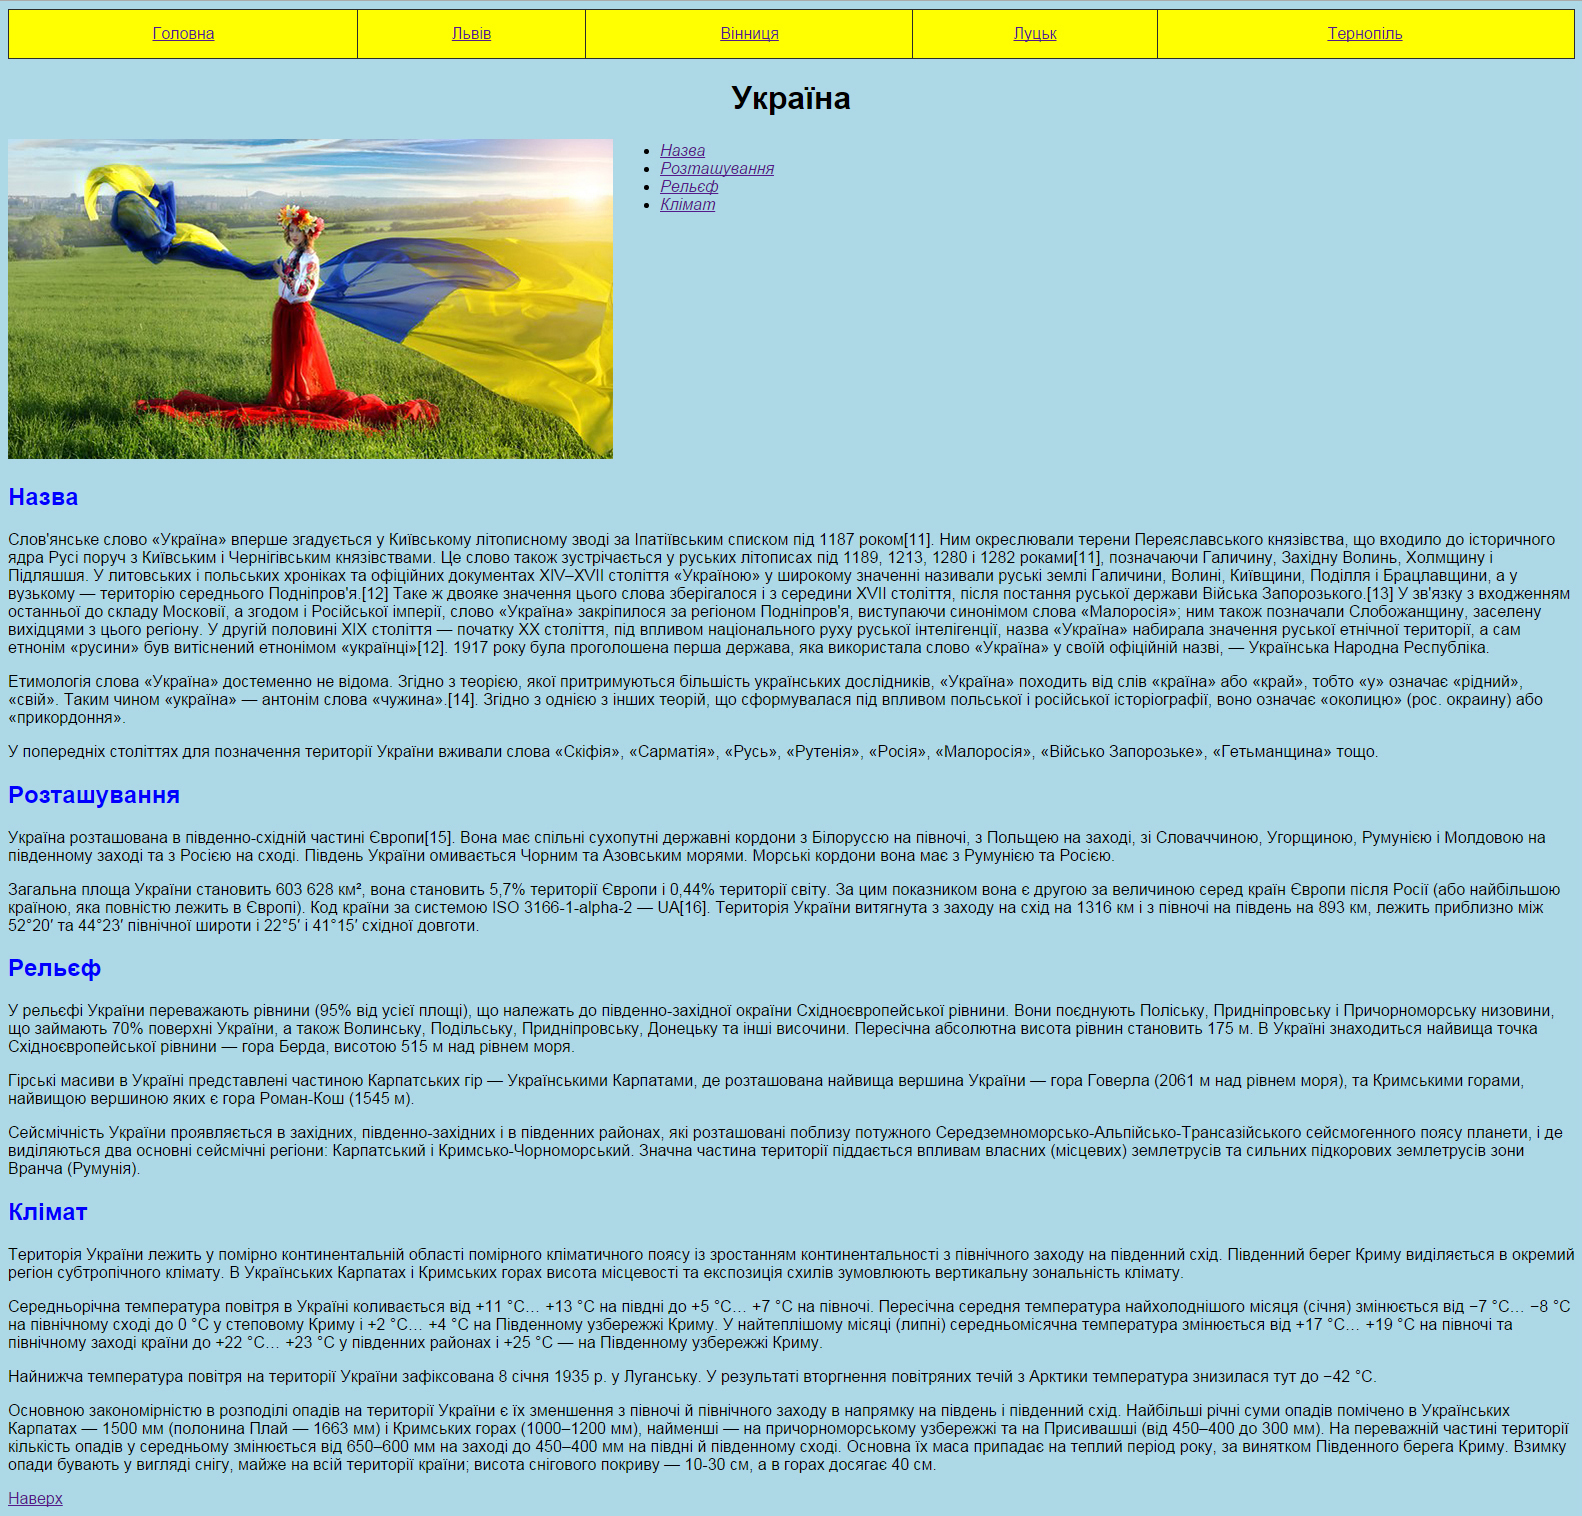 Головна Львів Вінниця Луцьк Тернопіль
Україна
Назва
Розташування
Рельєф
Клімат
Назва
Слов'янське слово «Україна» вперше згадується у Київському літописному зводі за Іпатіївським списком під 1187 роком[11]. Ним окреслювали терени Переяславського князівства, що входило до історичного
ядра Русі поруч з Київським і Чернігівським князівствами. Це слово також зустрічається у руських літописах під 1189, 1213, 1280 і 1282 роками[11], позначаючи Галичину, Західну Волинь, Холмщину і
Підляшшя. У литовських і польських хроніках та офіційних документах XIV–XVII століття «Україною» у широкому значенні називали руські землі Галичини, Волині, Київщини, Поділля і Брацлавщини, а у
вузькому — територію середнього Подніпров'я.[12] Таке ж двояке значення цього слова зберігалося і з середини XVII століття, після постання руської держави Війська Запорозького.[13] У зв'язку з входженням
останньої до складу Московії, а згодом і Російської імперії, слово «Україна» закріпилося за регіоном Подніпров'я, виступаючи синонімом слова «Малоросія»; ним також позначали Слобожанщину, заселену
вихідцями з цього регіону. У другій половині XIX століття — початку XX століття, під впливом національного руху руської інтелігенції, назва «Україна» набирала значення руської етнічної території, а сам
етнонім «русини» був витіснений етнонімом «українці»[12]. 1917 року була проголошена перша держава, яка використала слово «Україна» у своїй офіційній назві, — Українська Народна Республіка.
Етимологія слова «Україна» достеменно не відома. Згідно з теорією, якої притримуються більшість українських дослідників, «Україна» походить від слів «країна» або «край», тобто «у» означає «рідний»,
«свій». Таким чином «україна» — антонім слова «чужина».[14]. Згідно з однією з інших теорій, що сформувалася під впливом польської і російської історіографії, воно означає «околицю» (рос. окраину) або
«прикордоння».
У попередніх століттях для позначення території України вживали слова «Скіфія», «Сарматія», «Русь», «Рутенія», «Росія», «Малоросія», «Військо Запорозьке», «Гетьманщина» тощо.
Розташування
Україна розташована в південно-східній частині Європи[15]. Вона має спільні сухопутні державні кордони з Білоруссю на півночі, з Польщею на заході, зі Словаччиною, Угорщиною, Румунією і Молдовою на
південному заході та з Росією на сході. Південь України омивається Чорним та Азовським морями. Морські кордони вона має з Румунією та Росією.
Загальна площа України становить 603 628 км², вона становить 5,7% території Європи і 0,44% території світу. За цим показником вона є другою за величиною серед країн Європи після Росії (або найбільшою
країною, яка повністю лежить в Європі). Код країни за системою ISO 3166-1-alpha-2 — UA[16]. Територія України витягнута з заходу на схід на 1316 км і з півночі на південь на 893 км, лежить приблизно між
52°20′ та 44°23′ північної широти і 22°5′ і 41°15′ східної довготи.
Рельєф
У рельєфі України переважають рівнини (95% від усієї площі), що належать до південно-західної окраїни Східноєвропейської рівнини. Вони поєднують Поліську, Придніпровську і Причорноморську низовини,
що займають 70% поверхні України, а також Волинську, Подільську, Придніпровську, Донецьку та інші височини. Пересічна абсолютна висота рівнин становить 175 м. В Україні знаходиться найвища точка
Східноєвропейської рівнини — гора Берда, висотою 515 м над рівнем моря.
Гірські масиви в Україні представлені частиною Карпатських гір — Українськими Карпатами, де розташована найвища вершина України — гора Говерла (2061 м над рівнем моря), та Кримськими горами,
найвищою вершиною яких є гора Роман-Кош (1545 м).
Сейсмічність України проявляється в західних, південно-західних і в південних районах, які розташовані поблизу потужного Середземноморсько-Альпійсько-Трансазійського сейсмогенного поясу планети, і де
виділяються два основні сейсмічні регіони: Карпатський і Кримсько-Чорноморський. Значна частина території піддається впливам власних (місцевих) землетрусів та сильних підкорових землетрусів зони
Вранча (Румунія).
Клімат
Територія України лежить у помірно континентальній області помірного кліматичного поясу із зростанням континентальності з північного заходу на південний схід. Південний берег Криму виділяється в окремий
регіон субтропічного клімату. В Українських Карпатах і Кримських горах висота місцевості та експозиція схилів зумовлюють вертикальну зональність клімату.
Середньорічна температура повітря в Україні коливається від +11 °C… +13 °C на півдні до +5 °C… +7 °C на півночі. Пересічна середня температура найхолоднішого місяця (січня) змінюється від −7 °C… −8 °C
на північному сході до 0 °C у степовому Криму і +2 °C… +4 °C на Південному узбережжі Криму. У найтеплішому місяці (липні) середньомісячна температура змінюється від +17 °C… +19 °C на півночі та
північному заході країни до +22 °C… +23 °C у південних районах і +25 °C — на Південному узбережжі Криму.
Найнижча температура повітря на території України зафіксована 8 січня 1935 р. у Луганську. У результаті вторгнення повітряних течій з Арктики температура знизилася тут до −42 °C.
Основною закономірністю в розподілі опадів на території України є їх зменшення з півночі й північного заходу в напрямку на південь і південний схід. Найбільші річні суми опадів помічено в Українських
Карпатах — 1500 мм (полонина Плай — 1663 мм) і Кримських горах (1000–1200 мм), найменші — на причорноморському узбережжі та на Присивашші (від 450–400 до 300 мм). На переважній частині території
кількість опадів у середньому змінюється від 650–600 мм на заході до 450–400 мм на півдні й південному сході. Основна їх маса припадає на теплий період року, за винятком Південного берега Криму. Взимку
опади бувають у вигляді снігу, майже на всій території країни; висота снігового покриву — 10-30 см, а в горах досягає 40 см.
Наверх